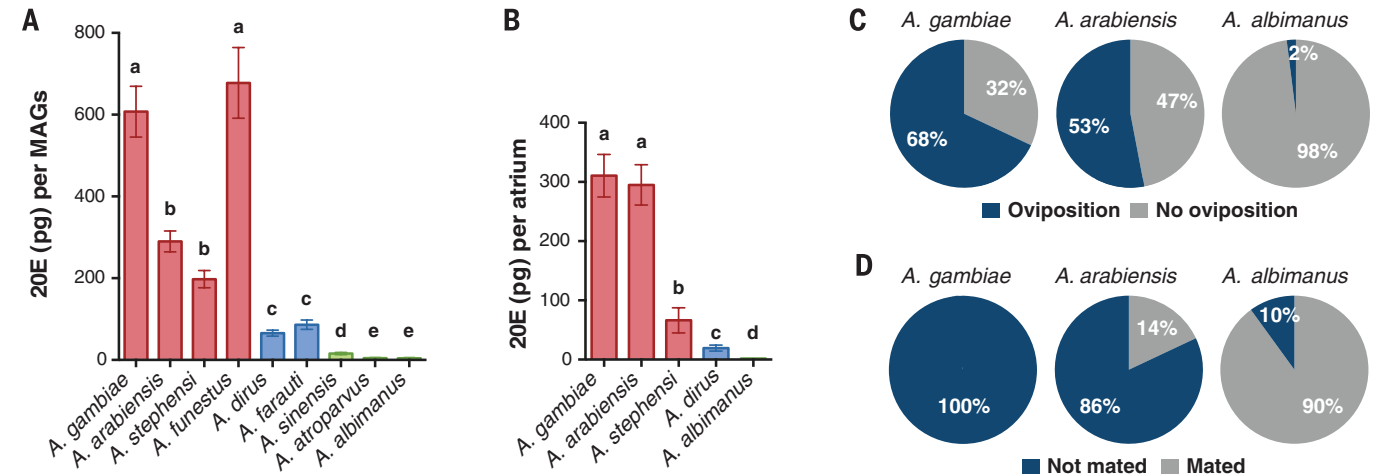 A
20E (pg) per MAGs
800
600
400
200
0
a
b
b
a
c
c
d
e
e
A. gambiae
A. arabiensis
A. stephensi
A. funestus
A. dirus
A. farauti
A. sinensis
A. atroparvus
A. albimanus
B
20E (pg) per atrium
400
300
200
100
0
a
a
b
c
d
A. gambiae
A. arabiensis
A. stephensi
A. dirus
A. albimanus
C
A. gambiae A. arabiensis A. albimanus
32%
68%
47%
53%
2%
98%
Oviposition No oviposition
D
A. gambiae A. arabiensis A. albimanus
100%
14%
86%
10%
90%
Not mated Mated